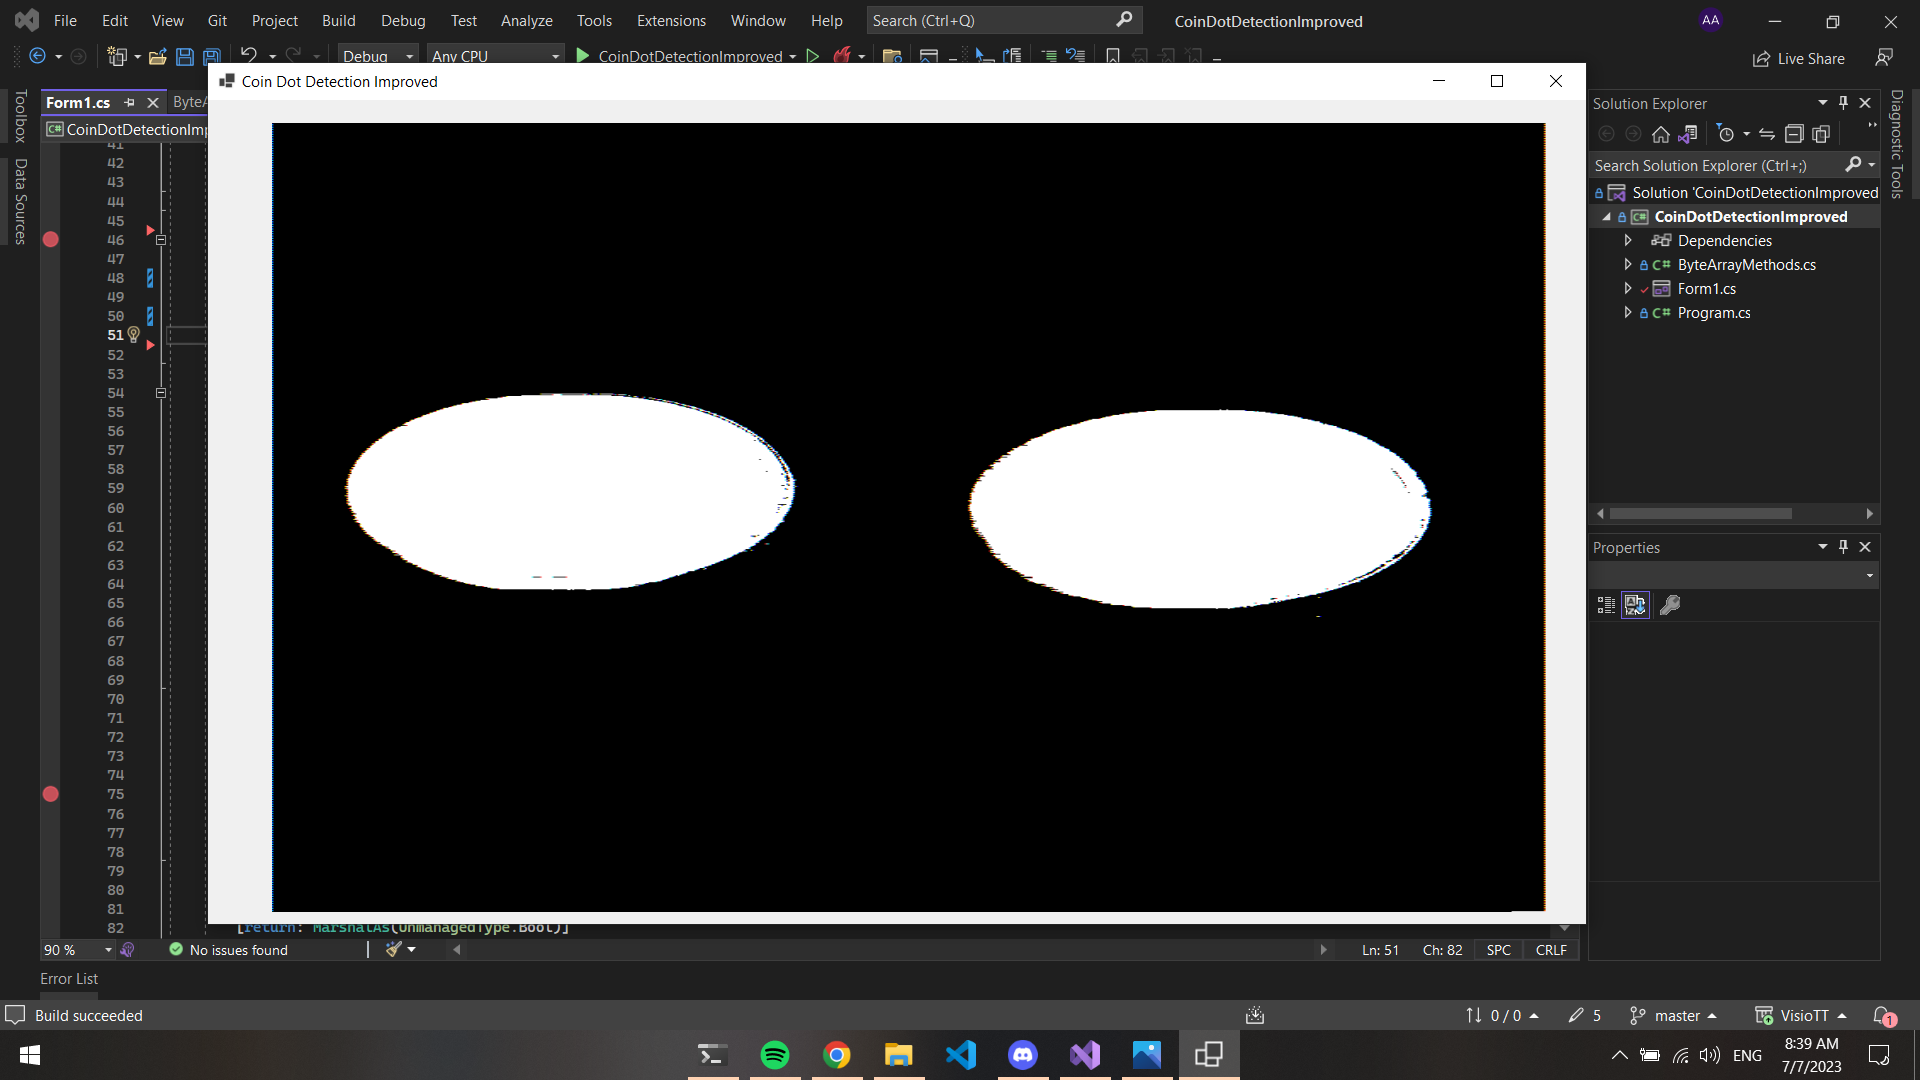 File Edit View Git Project Build Debug Test Analyze Tools Extensions Window Help Search (Ctrl+Q) CoinDotDetectionImproved AA
Debug Any CPU CoinDotDetectionImproved Live Share
Coin Dot Detection Improved
Toolbox
Data Sources
Form1.cs ByteA
CoinDotDetectionImp
41
42
43
44
45
46
47
48
49
50
51
52
53
54
55
56
57
58
59
60
61
62
63
64
65
66
67
68
69
70
71
72
73
74
75
76
77
78
79
80
81
82
[return: MarshalAs(UnmanagedType.Bool)]
Solution Explorer
Search Solution Explorer (Ctrl+;)
Solution 'CoinDotDetectionImproved
C# CoinDotDetectionImproved
Dependencies
C# ByteArrayMethods.cs
Form1.cs
C# Program.cs
Diagnostic Tools
Properties
90 % No issues found Ln: 51 Ch: 82 SPC CRLF
Error List
Build succeeded 0 / 0 5 master VisioTT 1
ENG 8:39 AM
7/7/2023